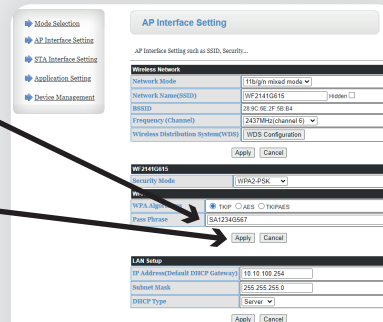 Mode Selection
AP Interface Setting
STA Interface Setting
Application Setting
Device Management
AP Interface Setting
AP Interface Setting such as SSID, Security...
Wireless Network
Network Mode 11b/g/n mixed mode
Network Name(SSID) WF2141G615 Hidden
BSSID 28:9C:6E:2F:5B:B4
Frequency (Channel) 2437MHz(channel 6)
Wireless Distribution System(WDS) WDS Configuration
Apply Cancel
WF2141G615
Security Mode WPA2-PSK
WPA TKIP AES TKIPAES
Pass Phrase SA1234G567
Apply Cancel
LAN Setup
IP Address(Default DHCP Gateway) 10.10.100.254
Subnet Mask 255.255.255.0
DHCP Type Server
Apply Cancel